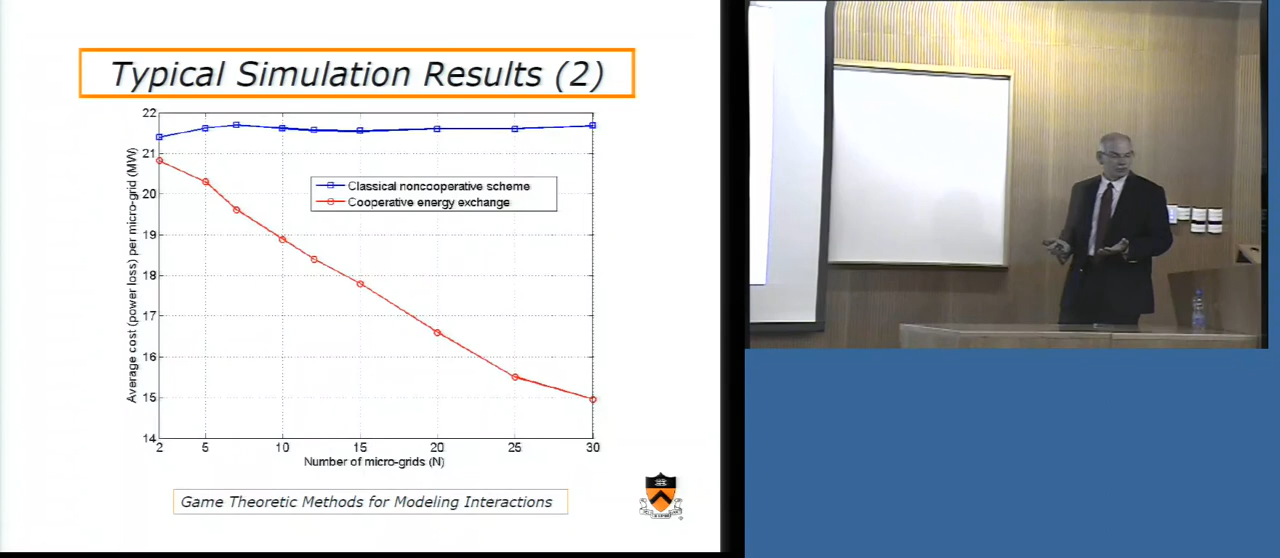 Typical Simulation Results (2)
22
21
20
19
18
17
16
15
14
Average cost (power loss) per micro-grid (MW)
Classical noncooperative scheme
Cooperative energy exchange
2 5 10 15 20 25 30
Number of micro-grids (N)
Game Theoretic Methods for Modeling Interactions